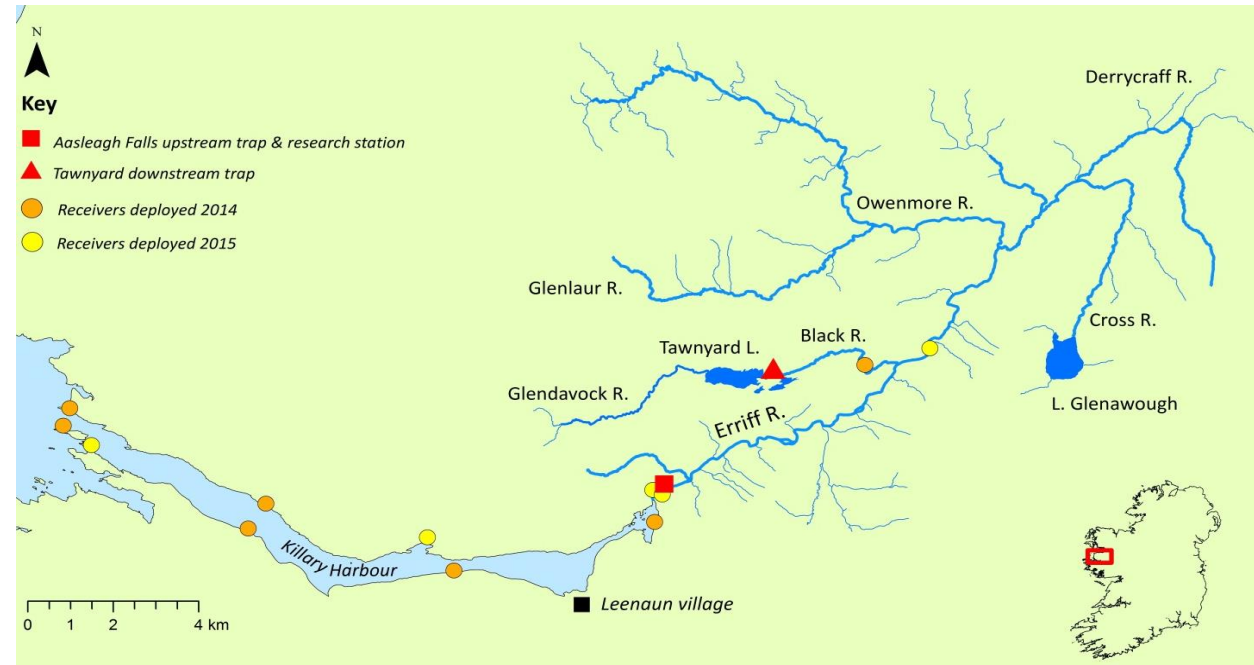 N
Key
Aasleagh Falls upstream trap & research station
Tawnyard downstream trap
Receivers deployed 2014
Receivers deployed 2015
Derrycraff R.
Owenmore R.
Glenlaur R.
Cross R.
Black R.
Tawnyard L.
Glendavock R.
L. Glenawough
Erriff R.
Killary Harbour
Leenaun village
0 1 2 4 km